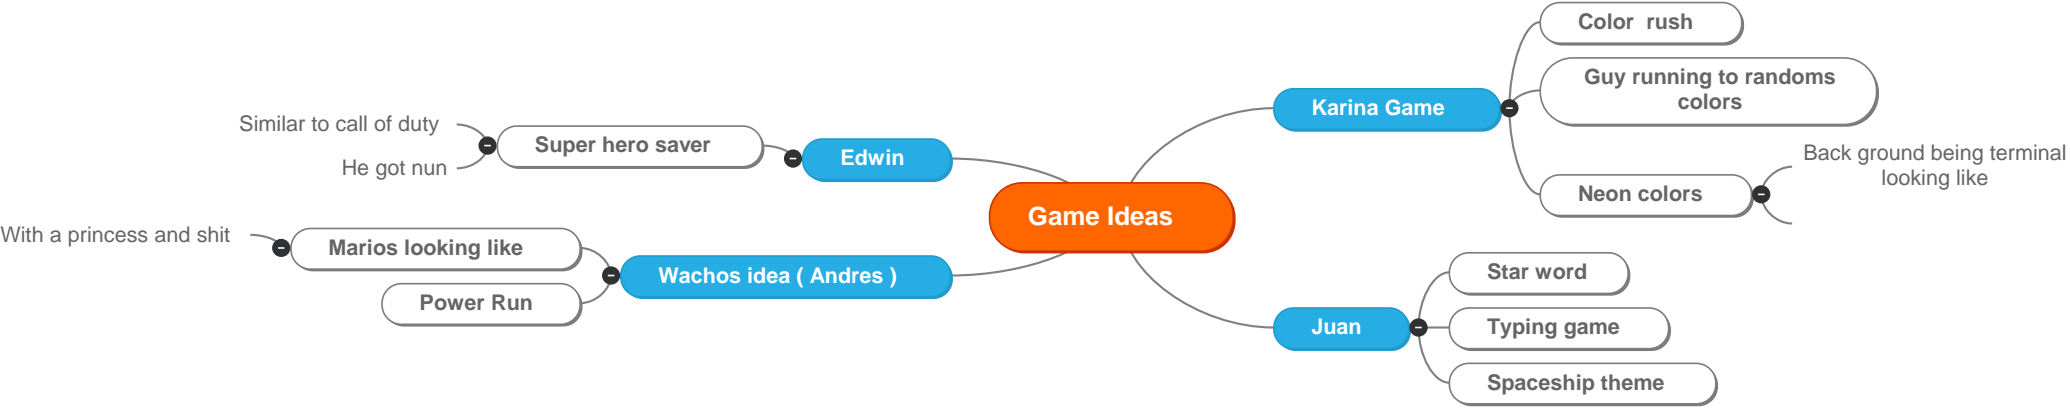 Game Ideas
Karina Game
Color  rush
Guy running to randoms
colors
Neon colors
Back ground being terminal
looking like
Juan
Star word
Typing game
Spaceship theme
Edwin
Super hero saver
Similar to call of duty
He got nun
Wachos idea ( Andres )
Marios looking like
With a princess and shit
Power Run